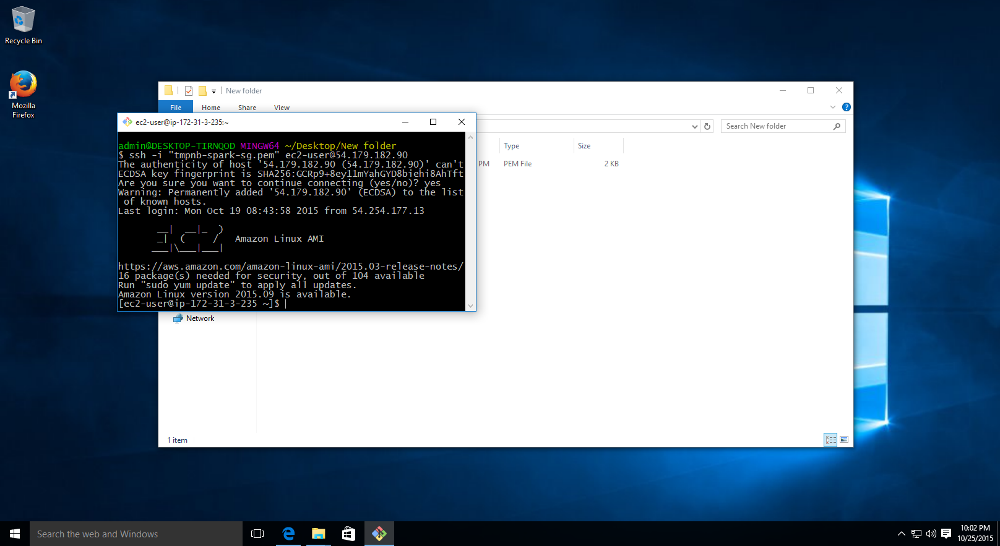 Recycle Bin
Mozilla
Firefox
New folder
File Home Share View
ec2-user@ip-172-31-3-235:~
Search New folder
Type Size
PM PEM File 2 KB
admin@DESKTOP-TIRNQOD MINGW64 ~/Desktop/New folder
$ ssh -i "tmpnb-spark-sg.pem" ec2-user@54.179.182.90
The authenticity of host '54.179.182.90 (54.179.182.90)' can't
ECDSA key fingerprint is SHA256:GCRp9+8ey11mYahGYD8biehi8AhTft
Are you sure you want to continue connecting (yes/no)? yes
Warning: Permanently added '54.179.182.90' (ECDSA) to the list
of known hosts.
Last login: Mon Oct 19 08:43:58 2015 from 54.254.177.13
__| __|_ )
_| ( / Amazon Linux AMI
___|\___|___|
https://aws.amazon.com/amazon-linux-ami/2015.03-release-notes/
16 package(s) needed for security, out of 104 available
Run "sudo yum update" to apply all updates.
Amazon Linux version 2015.09 is available.
[ec2-user@ip-172-31-3-235 ~]$
Network
1 item
Search the web and Windows
10:02 PM
10/25/2015